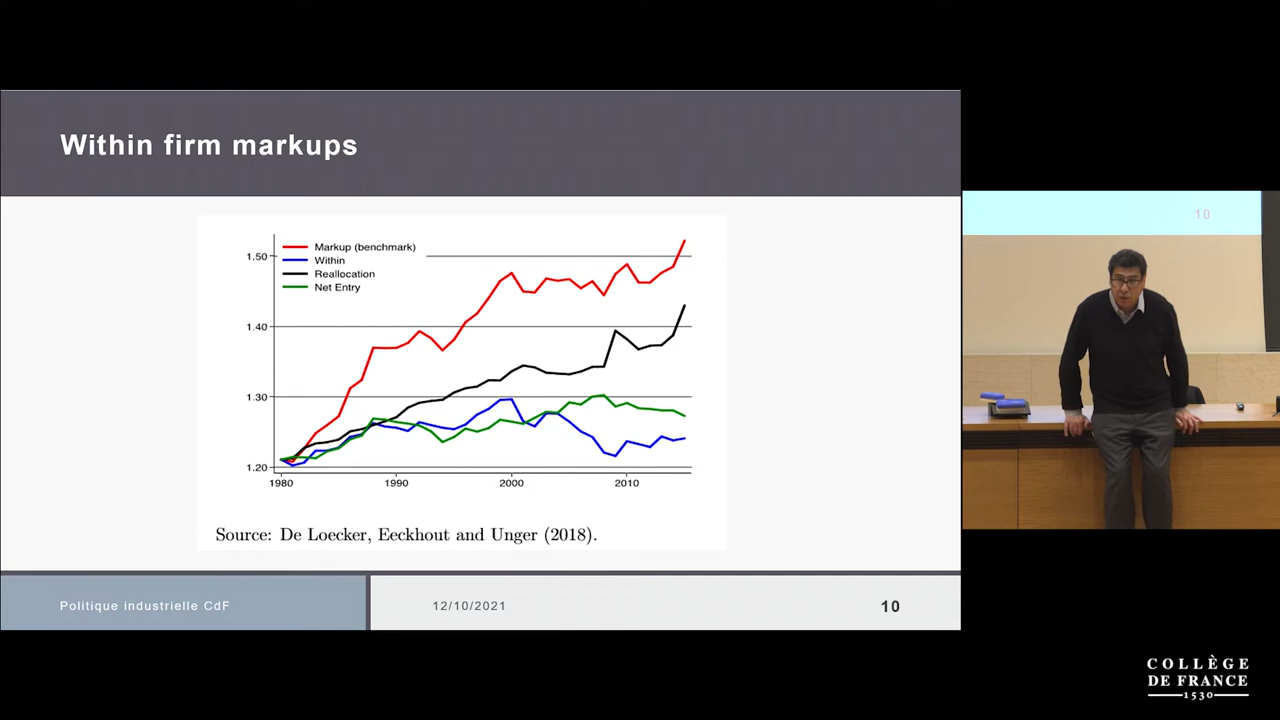 Within firm markups
Markup (benchmark)
Within
Reallocation
Net Entry
1.50
1.40
1.30
1.20
1980
1990
2000
2010
Source: De Loecker, Eeckhout and Unger (2018).
Politique industrielle CdF
12/10/2021
10
10
COLLÈGE
DE FRANCE
1530